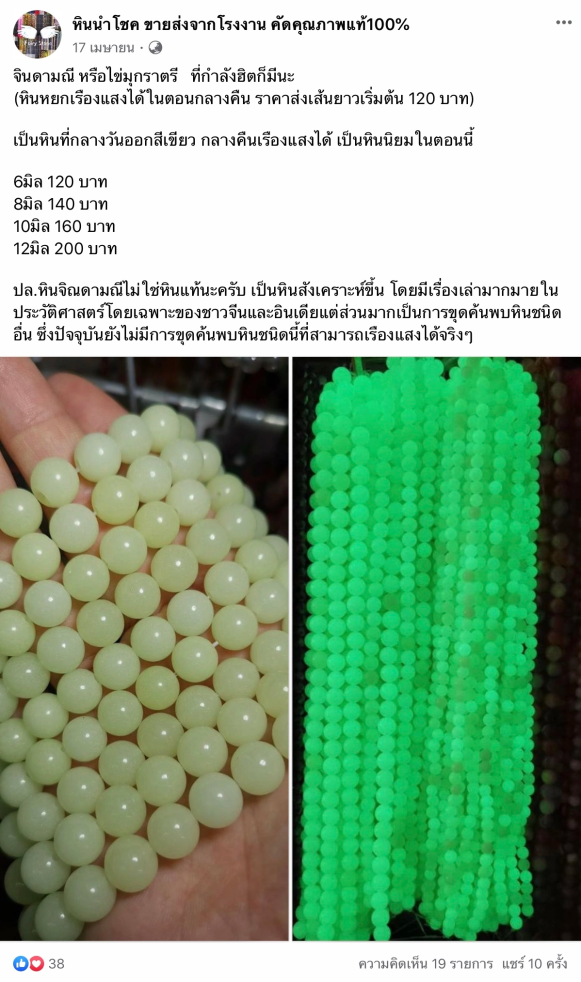 หินนำโชค ขายส่งจากโรงงาน คัดคุณภาพแท้100%
17 เมษายน ·
จินดามณี หรือไข่มุกราตรี ที่กำลังฮิตก็มีนะ
(หินหยกเรืองแสงได้ในตอนกลางคืน ราคาส่งเส้นยาวเริ่มต้น 120 บาท)
เป็นหินที่กลางวันออกสีเขียว กลางคืนเรืองแสงได้ เป็นหินนิยมในตอนนี้
6มิล 120 บาท
8มิล 140 บาท
10มิล 160 บาท
12มิล 200 บาท
ปล.หินจิณดามณีไม่ใช่หินแท้นะครับ เป็นหินสังเคราะห์ขึ้น โดยมีเรื่องเล่ามากมายใน
ประวัติศาสตร์โดยเฉพาะของชาวจีนและอินเดียแต่ส่วนมากเป็นการขุดค้นพบหินชนิด
อื่น ซึ่งปัจจุบันยังไม่มีการขุดค้นพบหินชนิดนี้ที่สามารถเรืองแสงได้จริงๆ
38
ความคิดเห็น 19 รายการ แชร์ 10 ครั้ง